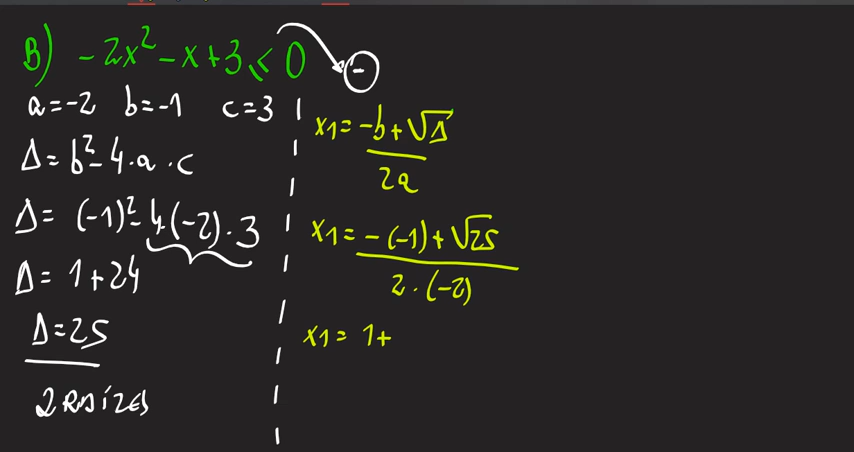 B) -2x² - x + 3 < 0 → -
a = -2 b = -1 c = 3
Δ = b² - 4·a·c
Δ = (-1)² - 4·(-2)·3
Δ = 1 + 24
Δ = 25
2 RAÍZES
x1 = -b + √Δ
2a
x1 = -(-1) + √25
2·(-2)
x1 = 1 +